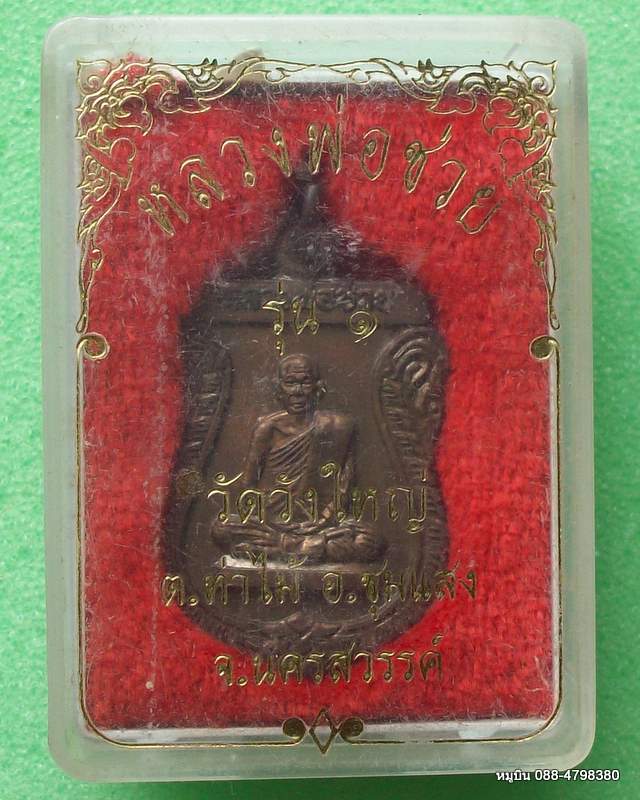 หลวงพ่อช่วย
รุ่น ๑
วัดวังใหญ่
ต.ท่าไม้ อ.ชุมแสง
จ.นครสวรรค์
หมูบิน 088-4798380